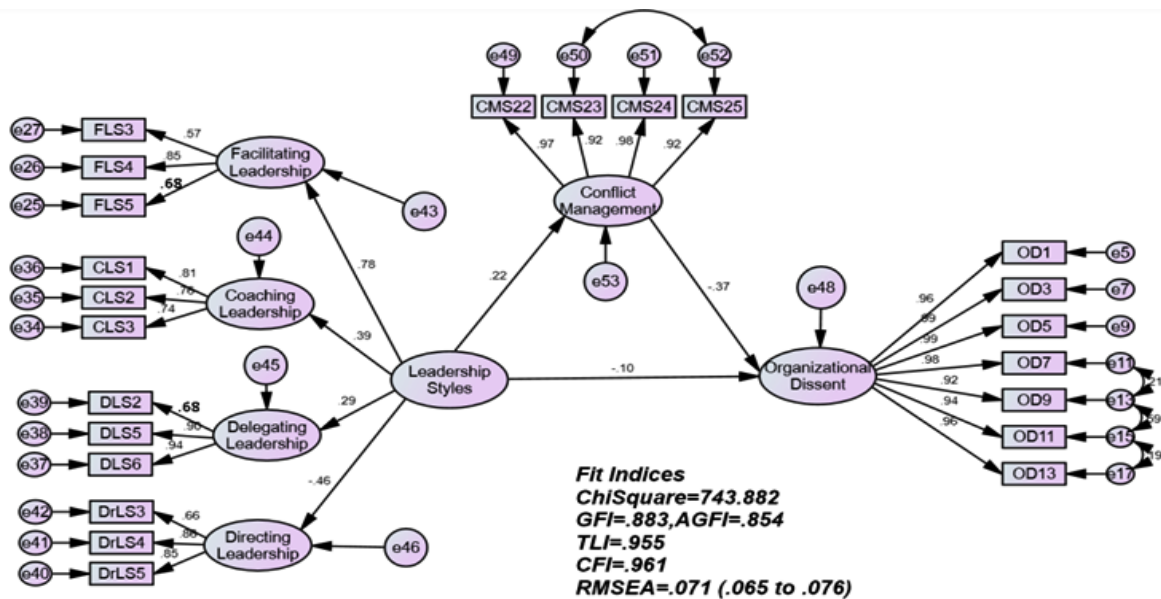 e49
e50
e51
e52
CMS22
CMS23
CMS24
CMS25
.97
.92
.98
.92
Conflict
Management
e53
e27
FLS3
.57
e26
FLS4
.85
e25
FLS5
.68
Facilitating
Leadership
e43
e44
e36
CLS1
.81
e35
CLS2
.76
e34
CLS3
.74
Coaching
Leadership
e45
e39
DLS2
.68
e38
DLS5
.90
e37
DLS6
.94
Delegating
Leadership
e42
DrLS3
.66
e41
DrLS4
.86
e40
DrLS5
.85
Directing
Leadership
e46
.78
.39
.29
-.46
Leadership
Styles
.22
-.10
-.37
e48
Organizational
Dissent
.96
.99
.98
.92
.94
.96
OD1
e5
OD3
e7
OD5
e9
OD7
e11
OD9
e13
OD11
e15
OD13
e17
.21
.59
.19
Fit Indices
ChiSquare=743.882
GFI=.883,AGFI=.854
TLI=.955
CFI=.961
RMSEA=.071 (.065 to .076)